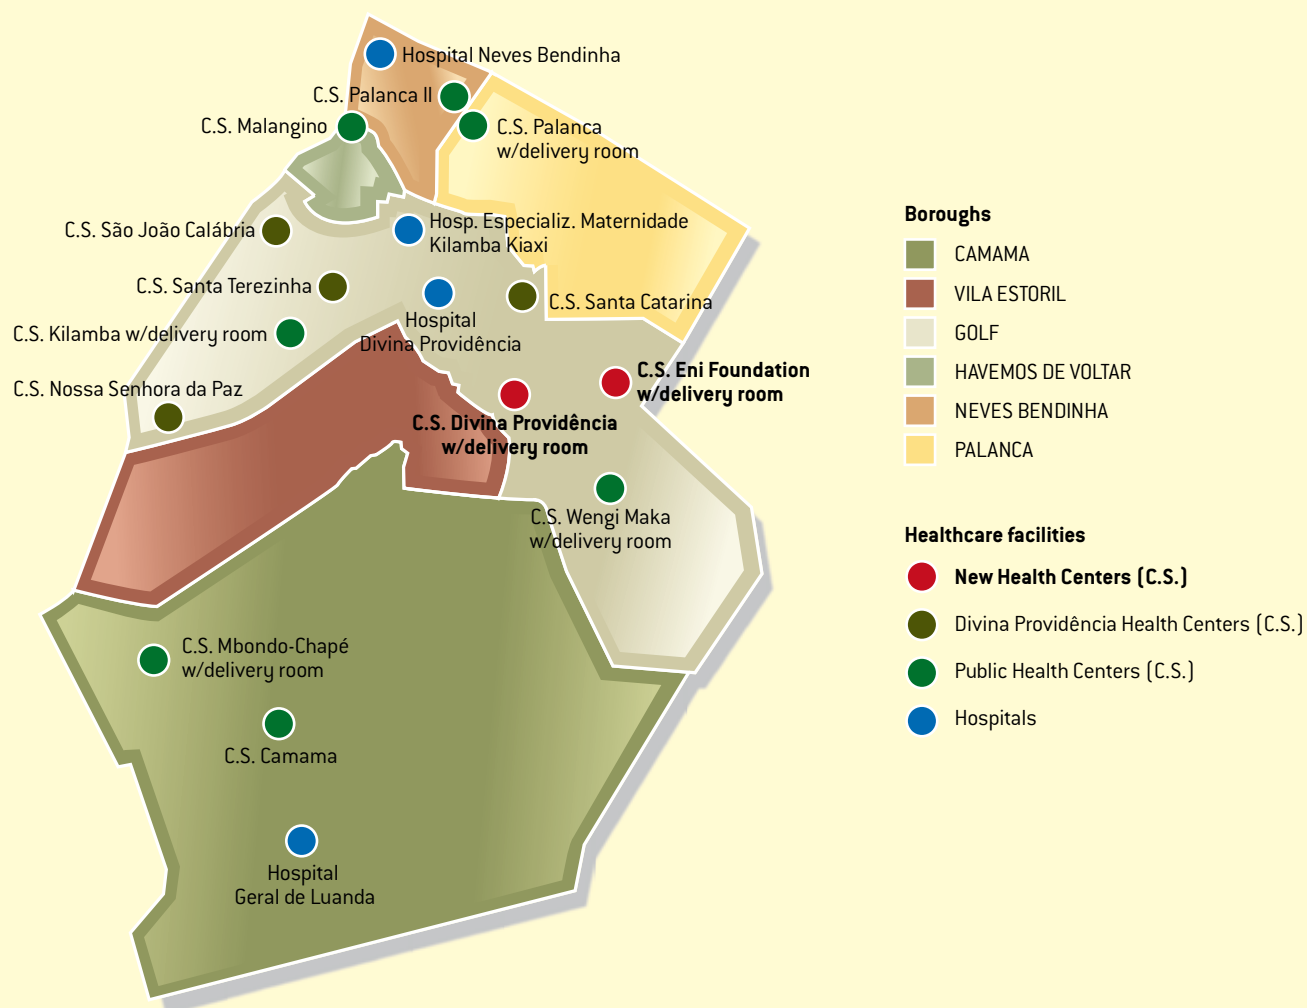 Hospital Neves Bendinha
C.S. Palanca II
C.S. Malangino
C.S. Palanca
w/delivery room
C.S. São João Calábria
Hosp. Especializ. Maternidade
Kilamba Kiaxi
C.S. Santa Terezinha
C.S. Santa Catarina
C.S. Kilamba w/delivery room
Hospital
Divina Providência
C.S. Nossa Senhora da Paz
C.S. Eni Foundation
w/delivery room
C.S. Divina Providência
w/delivery room
C.S. Wengi Maka
w/delivery room
C.S. Mbondo-Chapé
w/delivery room
C.S. Camama
Hospital
Geral de Luanda
Boroughs
CAMAMA
VILA ESTORIL
GOLF
HAVEMOS DE VOLTAR
NEVES BENDINHA
PALANCA
Healthcare facilities
New Health Centers (C.S.)
Divina Providência Health Centers (C.S.)
Public Health Centers (C.S.)
Hospitals